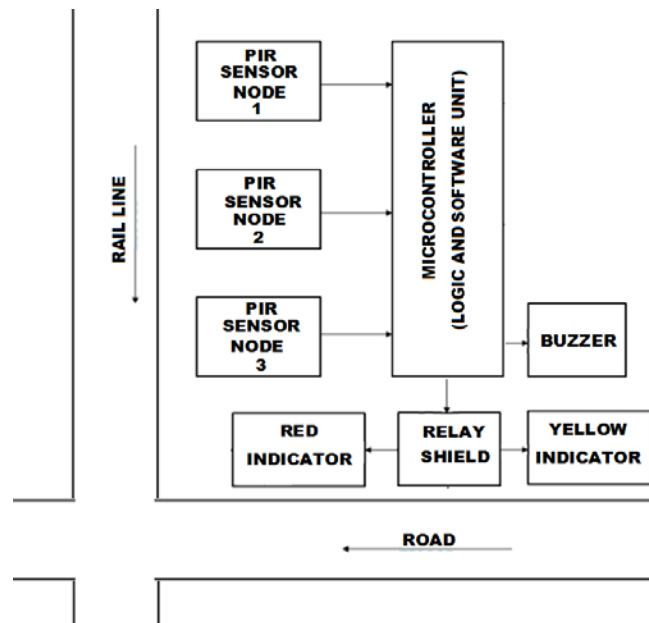 PIR
SENSOR
NODE
1
PIR
SENSOR
NODE
2
PIR
SENSOR
NODE
3
RAIL LINE
MICROCONTROLLER
(LOGIC AND SOFTWARE UNIT)
BUZZER
RED
INDICATOR
RELAY
SHIELD
YELLOW
INDICATOR
ROAD